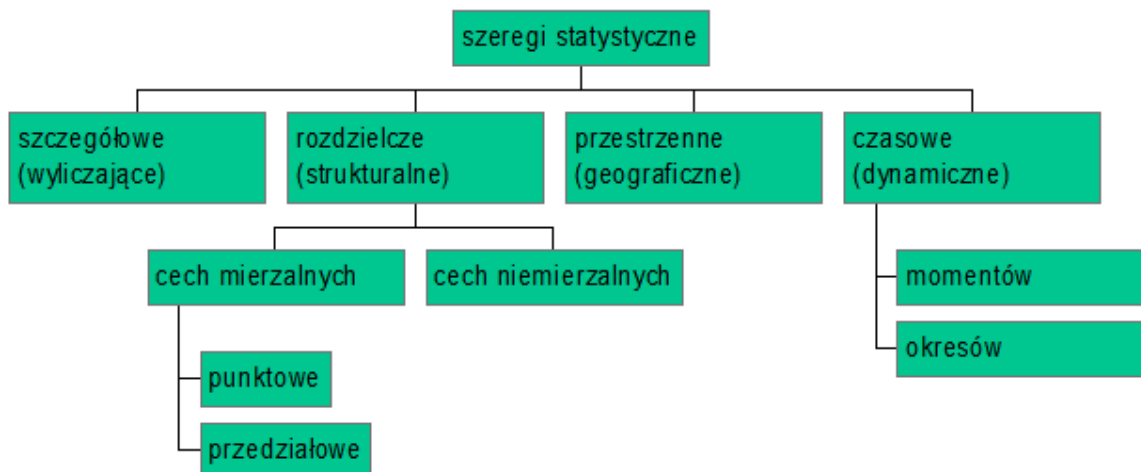 szeregi statystyczne
szczegółowe
(wyliczające)
rozdzielcze
(strukturalne)
przestrzenne
(geograficzne)
czasowe
(dynamiczne)
cech mierzalnych
cech niemierzalnych
momentów
okresów
punktowe
przedziałowe